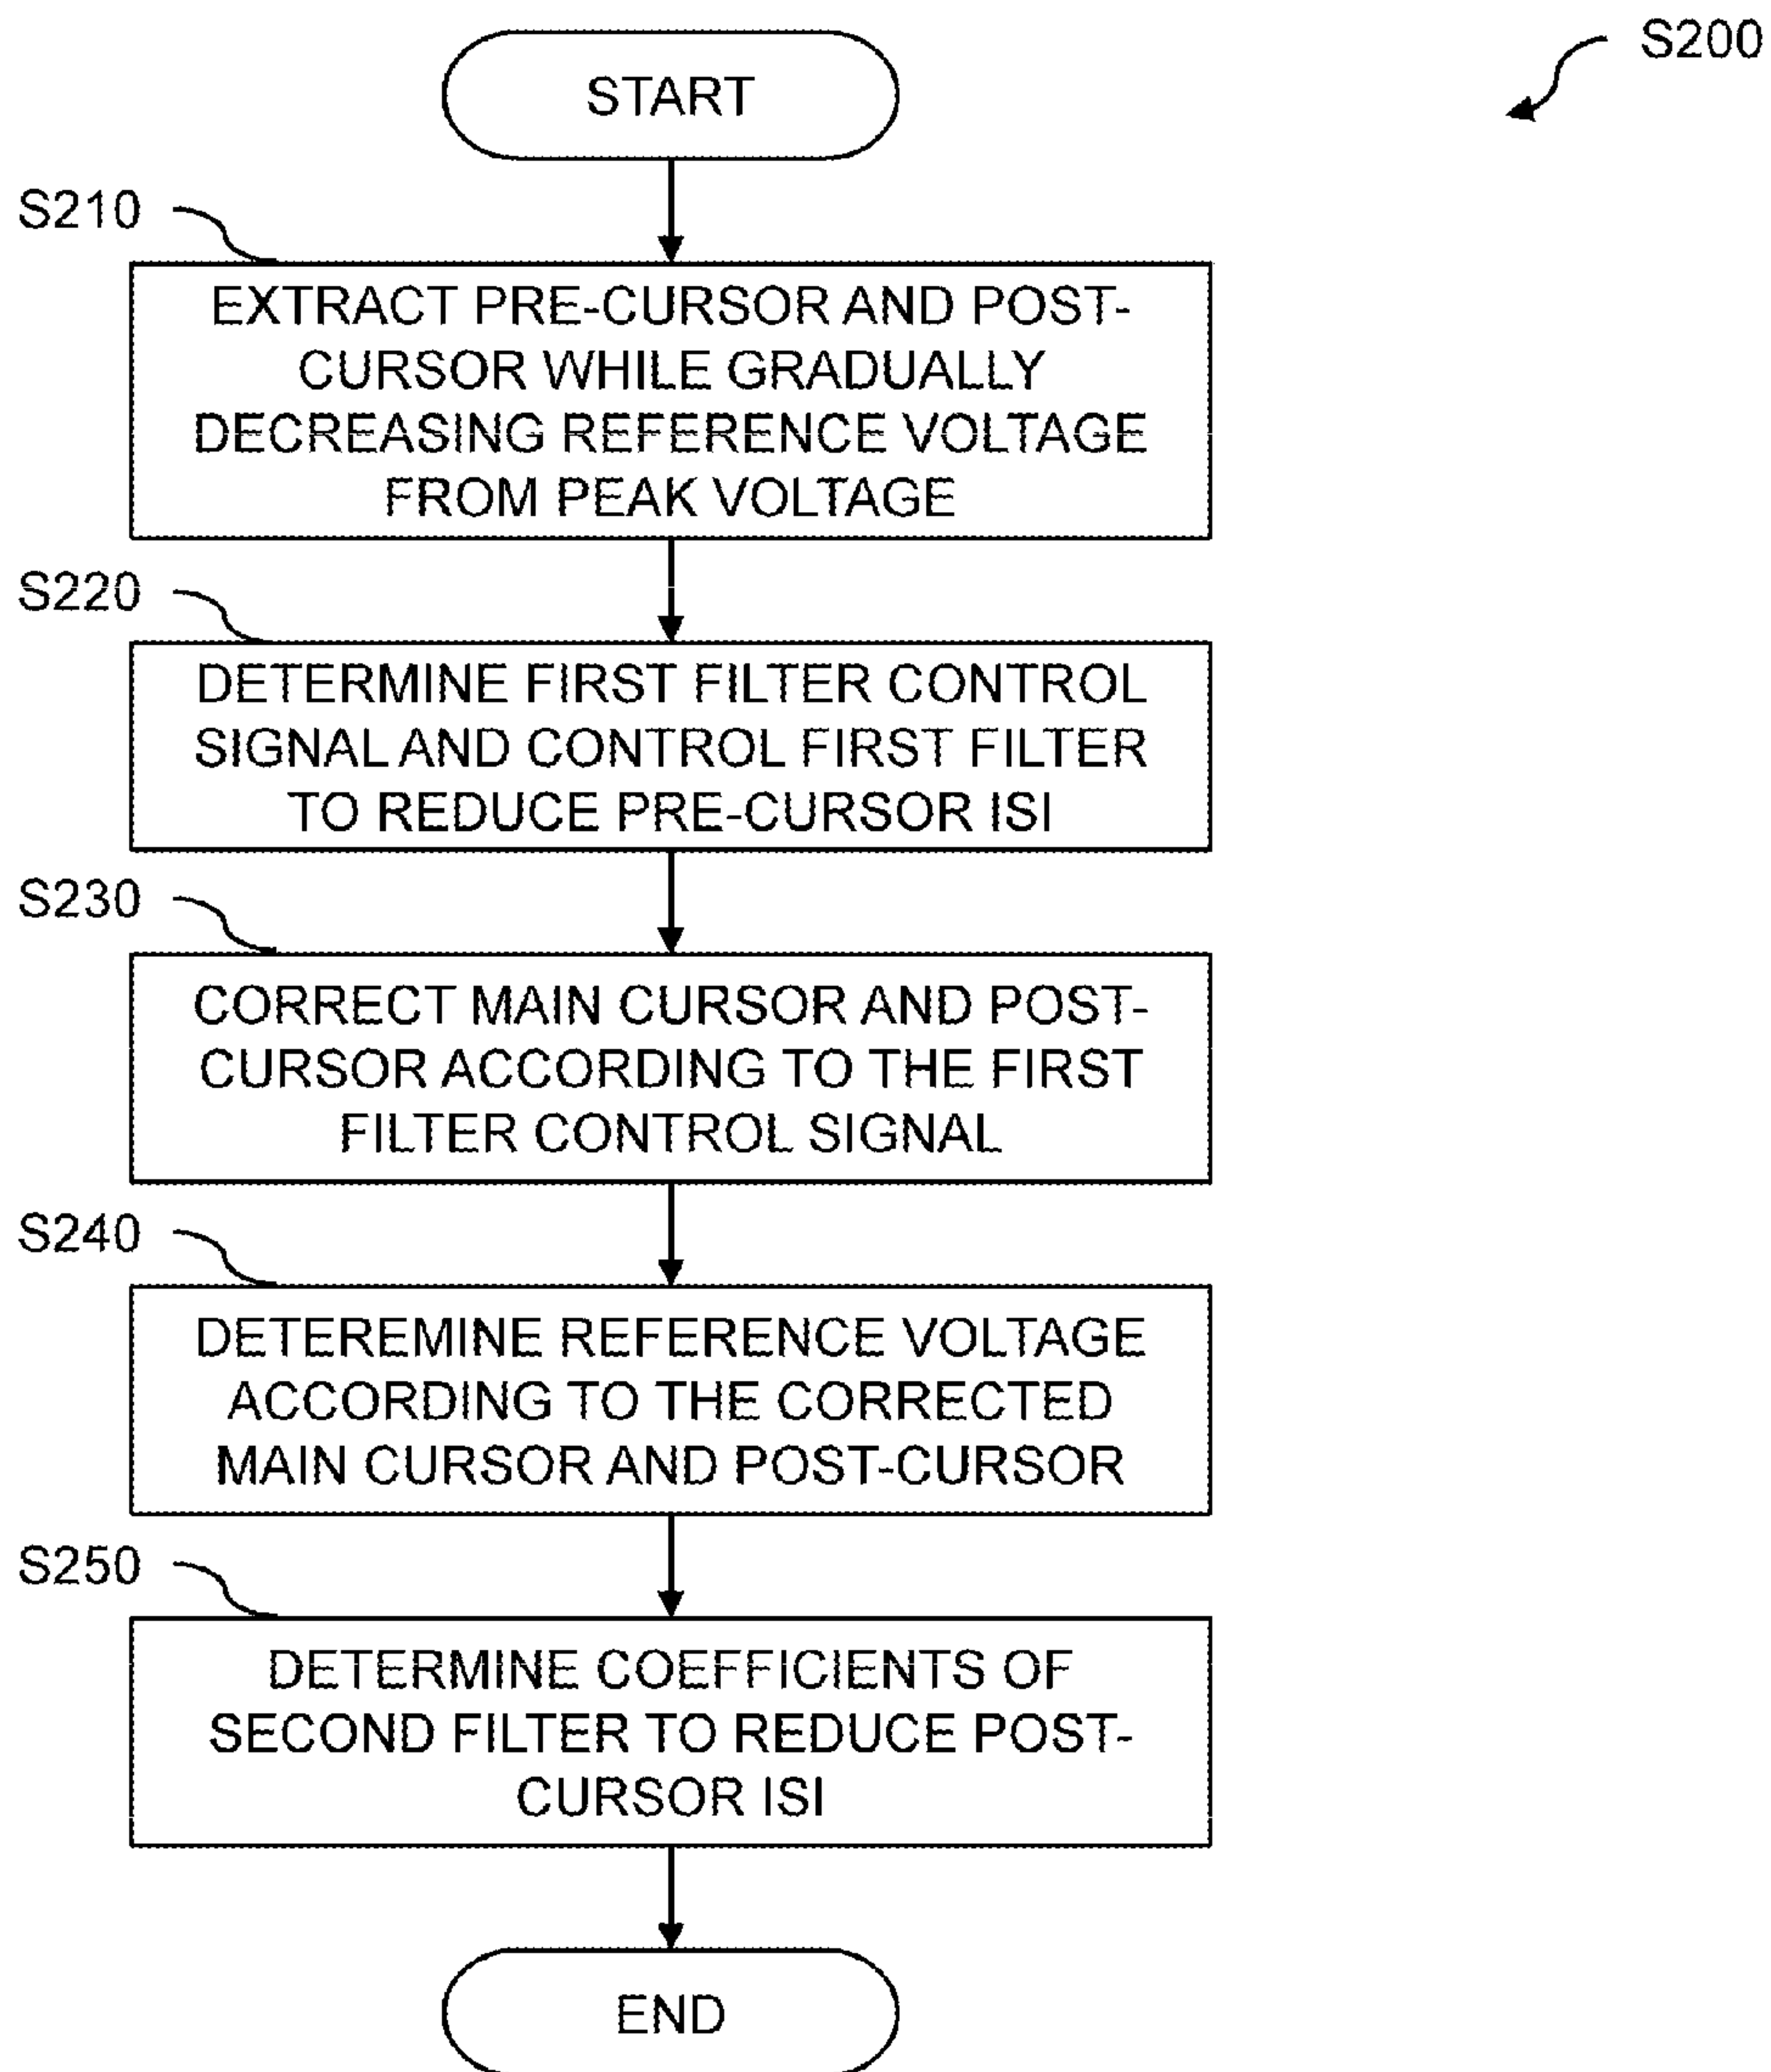 S200
START
S210
EXTRACT PRE-CURSOR AND POST-
CURSOR WHILE GRADUALLY
DECREASING REFERENCE VOLTAGE
FROM PEAK VOLTAGE
S220
DETERMINE FIRST FILTER CONTROL
SIGNAL AND CONTROL FIRST FILTER
TO REDUCE PRE-CURSOR ISI
S230
CORRECT MAIN CURSOR AND POST-
CURSOR ACCORDING TO THE FIRST
FILTER CONTROL SIGNAL
S240
DETEREMINE REFERENCE VOLTAGE
ACCORDING TO THE CORRECTED
MAIN CURSOR AND POST-CURSOR
S250
DETERMINE COEFFICIENTS OF
SECOND FILTER TO REDUCE POST-
CURSOR ISI
END